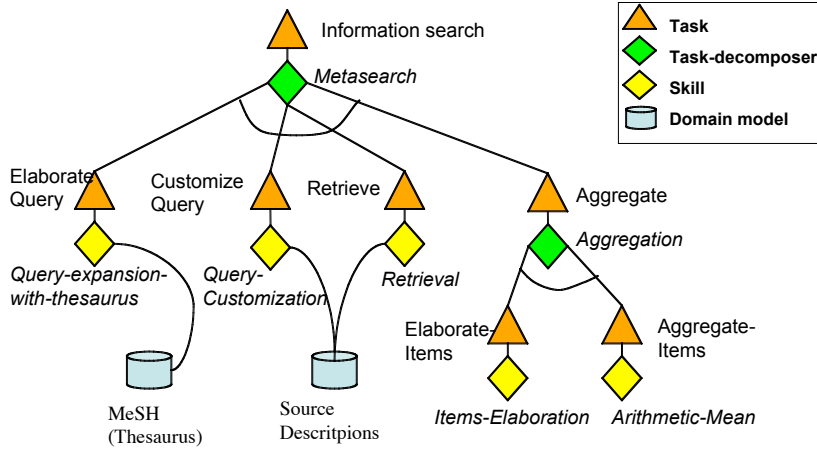 Information search
Metasearch
Task
Task-decomposer
Skill
Domain model
Elaborate
Query
Customize
Query
Retrieve
Aggregate
Query-expansion-
with-thesaurus
Query-
Customization
Retrieval
Aggregation
Elaborate-
Items
Aggregate-
Items
MeSH
(Thesaurus)
Source
Descritpions
Items-Elaboration
Arithmetic-Mean